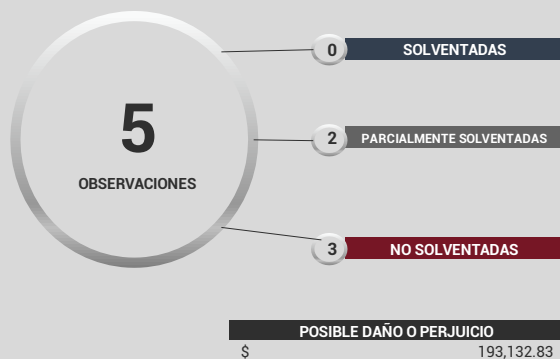 5
OBSERVACIONES
0 SOLVENTADAS
2 PARCIALMENTE SOLVENTADAS
3 NO SOLVENTADAS
POSIBLE DAÑO O PERJUICIO
$ 193,132.83